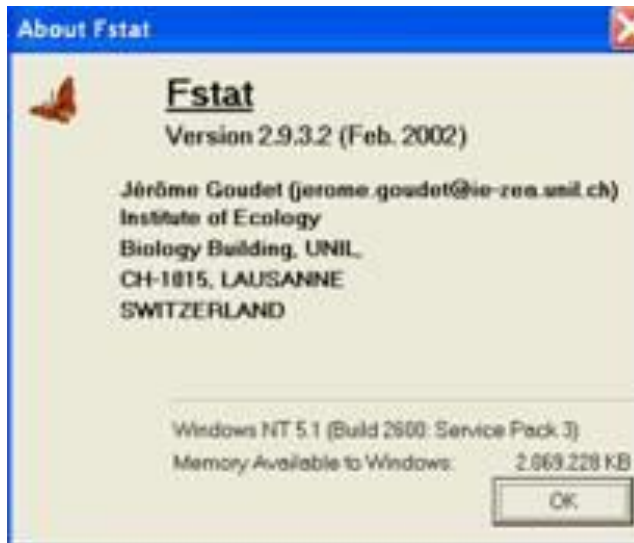 About Fstat
Fstat
Version 2.9.3.2 (Feb. 2002)
Jérôme Goudet (jerome.goudet@ie-zea.unil.ch)
Institute of Ecology
Biology Building, UNIL,
CH-1015, LAUSANNE
SWITZERLAND
Windows NT 5.1 (Build 2600: Service Pack 3)
Memory Available to Windows: 2.069.228 KB
OK